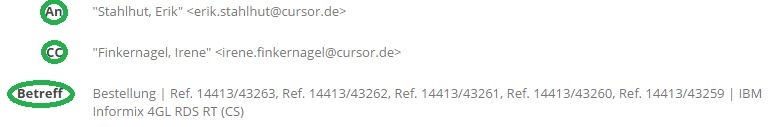 An "Stahlhut, Erik" <erik.stahlhut@cursor.de>
CC "Finkernagel, Irene" <irene.finkernagel@cursor.de>
Betreff Bestellung | Ref. 14413/43263, Ref. 14413/43262, Ref. 14413/43261, Ref. 14413/43260, Ref. 14413/43259 | IBM
Informix 4GL RDS RT (CS)